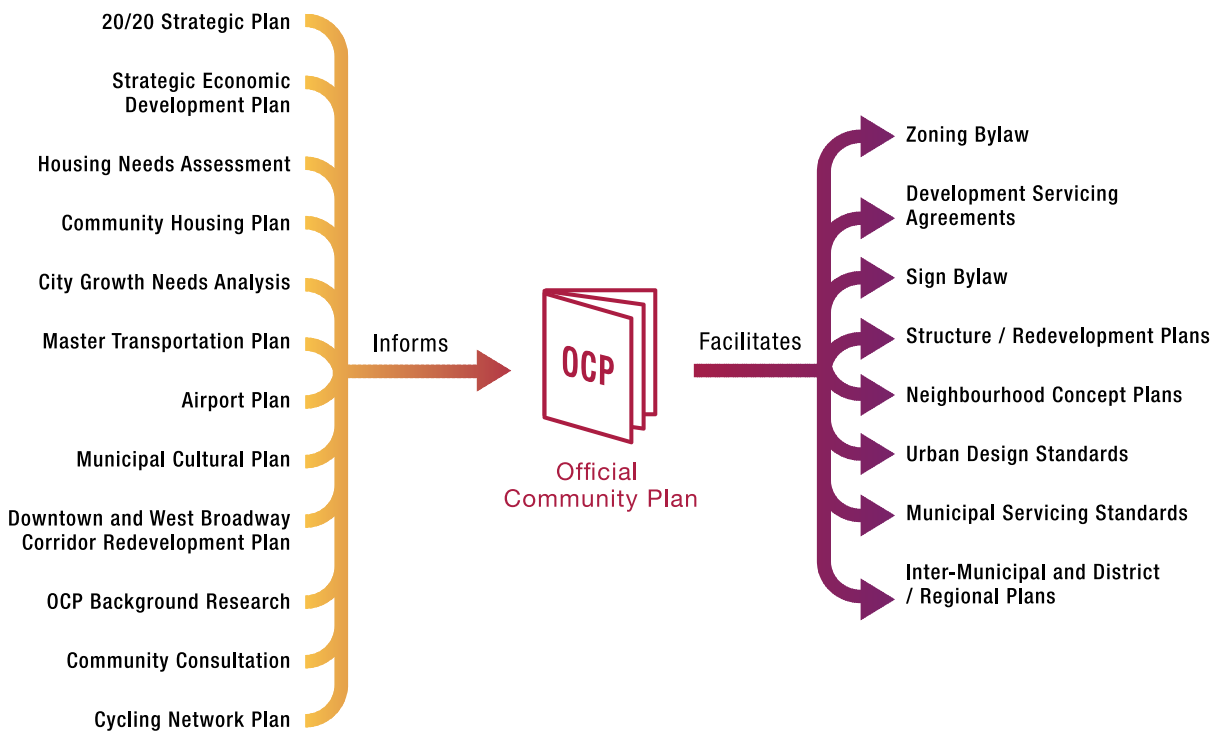 20/20 Strategic Plan
Strategic Economic
Development Plan
Housing Needs Assessment
Community Housing Plan
City Growth Needs Analysis
Master Transportation Plan
Airport Plan
Municipal Cultural Plan
Downtown and West Broadway
Corridor Redevelopment Plan
OCP Background Research
Community Consultation
Cycling Network Plan
Informs
OCP
Official
Community Plan
Facilitates
Zoning Bylaw
Development Servicing
Agreements
Sign Bylaw
Structure / Redevelopment Plans
Neighbourhood Concept Plans
Urban Design Standards
Municipal Servicing Standards
Inter-Municipal and District
/ Regional Plans